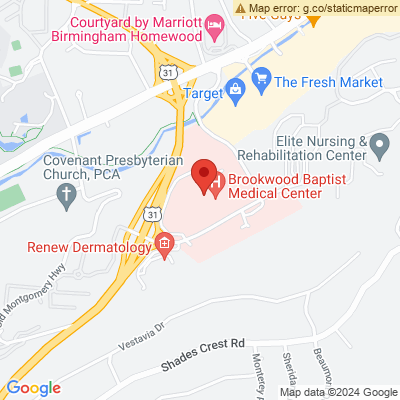 Map error: g.co/staticmaperror
Five Guys
Courtyard by Marriott
Birmingham Homewood
31
The Fresh Market
Target
Elite Nursing &
Rehabilitation Center
Covenant Presbyterian
Church, PCA
H
Brookwood Baptist
Medical Center
31
Renew Dermatology
Old Montgomery Hwy
Vestavia Dr
Shades Crest Rd
Monterey
Sherida
Beaumo
Google
Map data ©2024 Google